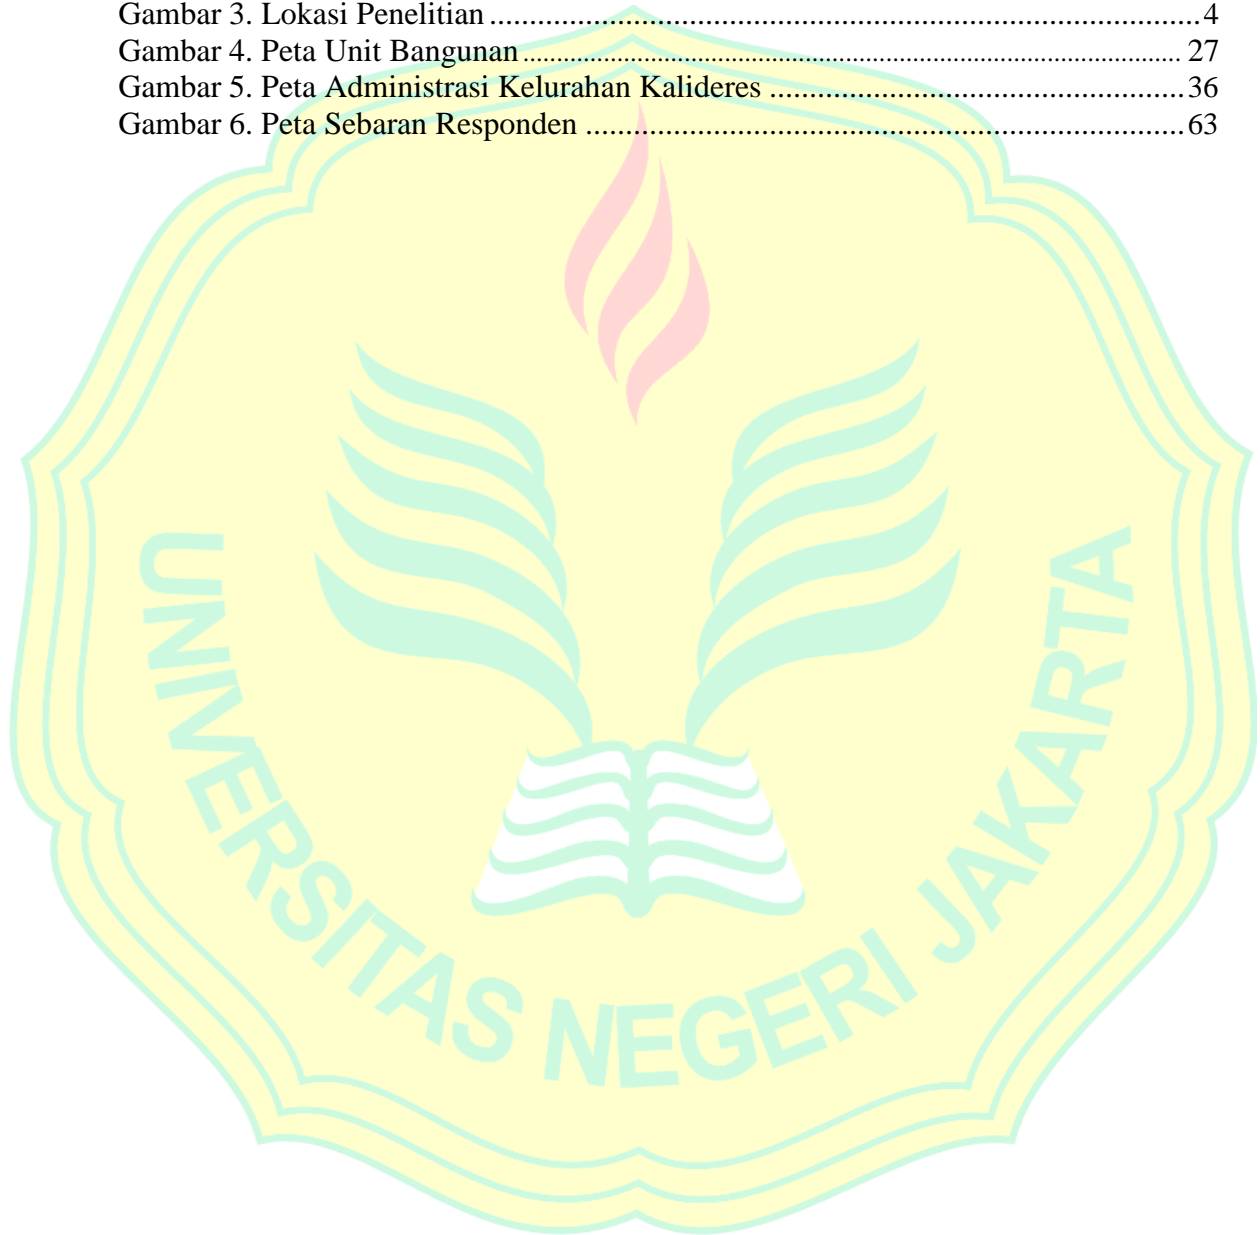 Gambar 3. Lokasi Penelitian ........................................................................................ 4
Gambar 4. Peta Unit Bangunan ........................................................................................ 27
Gambar 5. Peta Administrasi Kelurahan Kalideres .................................................... 36
Gambar 6. Peta Sebaran Responden .......................................................................... 63
UNIVERSITAS NEGERI JAKARTA